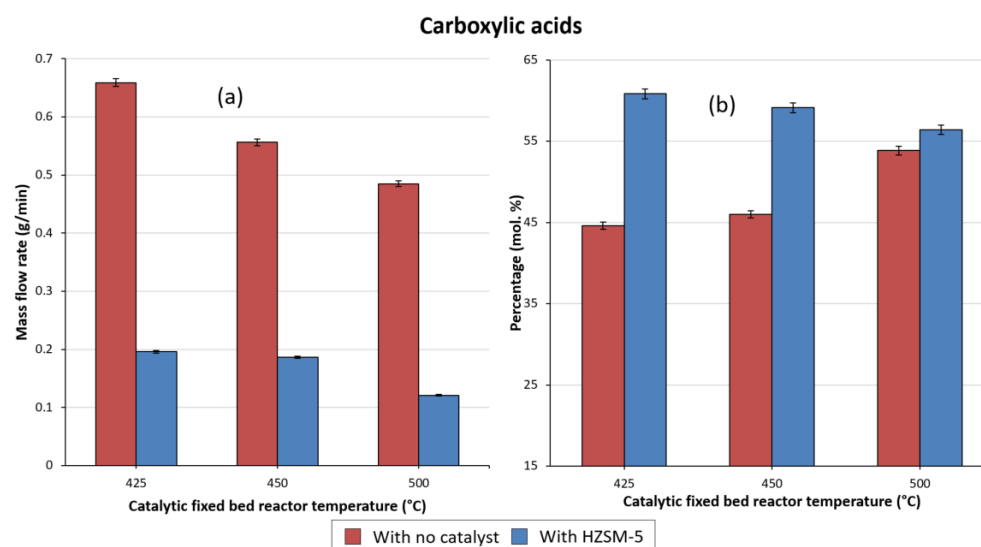 Carboxylic acids
(a)
Mass flow rate (g/min)
0.7
0.6
0.5
0.4
0.3
0.2
0.1
0
425 450 500
Catalytic fixed bed reactor temperature (°C)
(b)
Percentage (mol. %)
65
55
45
35
25
15
425 450 500
Catalytic fixed bed reactor temperature (°C)
With no catalyst With HZSM-5